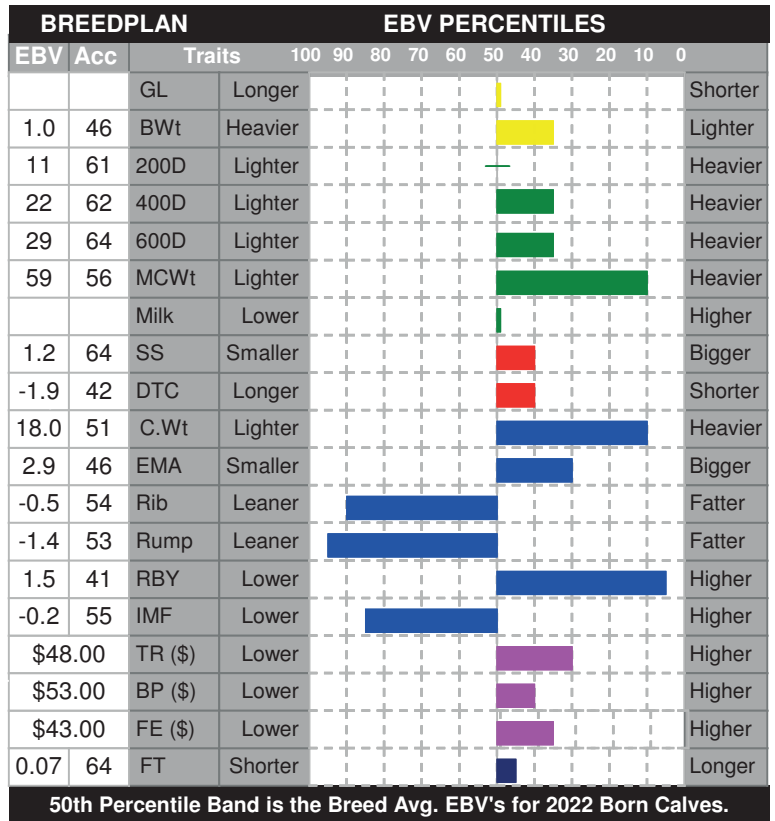 BREEDPLAN EBV PERCENTILES
EBV Acc Traits 100 90 80 70 60 50 40 30 20 10 0
GL Longer Shorter
1.0 46 BWt Heavier Lighter
11 61 200D Lighter Heavier
22 62 400D Lighter Heavier
29 64 600D Lighter Heavier
59 56 MCWt Lighter Heavier
Milk Lower Higher
1.2 64 SS Smaller Bigger
-1.9 42 DTC Longer Shorter
18.0 51 C.Wt Lighter Heavier
2.9 46 EMA Smaller Bigger
-0.5 54 Rib Leaner Fatter
-1.4 53 Rump Leaner Fatter
1.5 41 RBY Lower Higher
-0.2 55 IMF Lower Higher
$48.00 TR ($) Lower Higher
$53.00 BP ($) Lower Higher
$43.00 FE ($) Lower Higher
0.07 64 FT Shorter Longer
50th Percentile Band is the Breed Avg. EBV's for 2022 Born Calves.